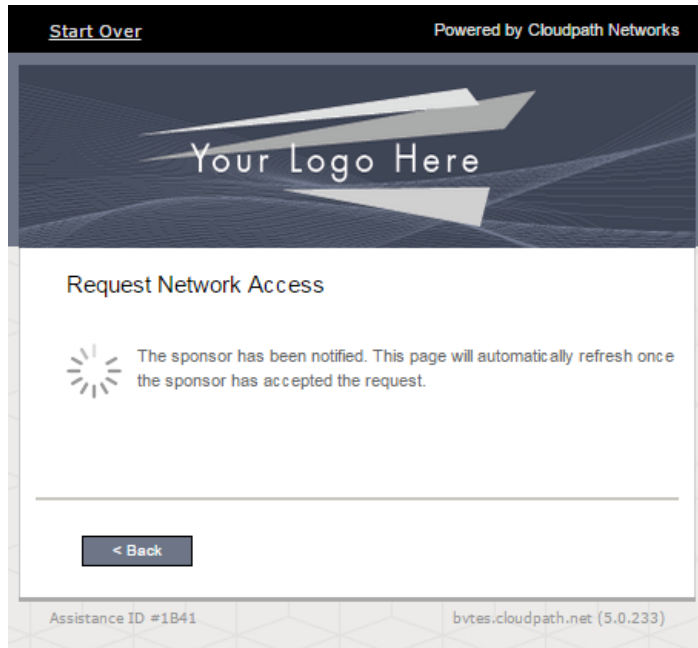 Start Over Powered by Cloudpath Networks
Your Logo Here
Request Network Access
The sponsor has been notified. This page will automatically refresh once
the sponsor has accepted the request.
< Back
Assistance ID #1B41 bvtes.cloudpath.net (5.0.233)